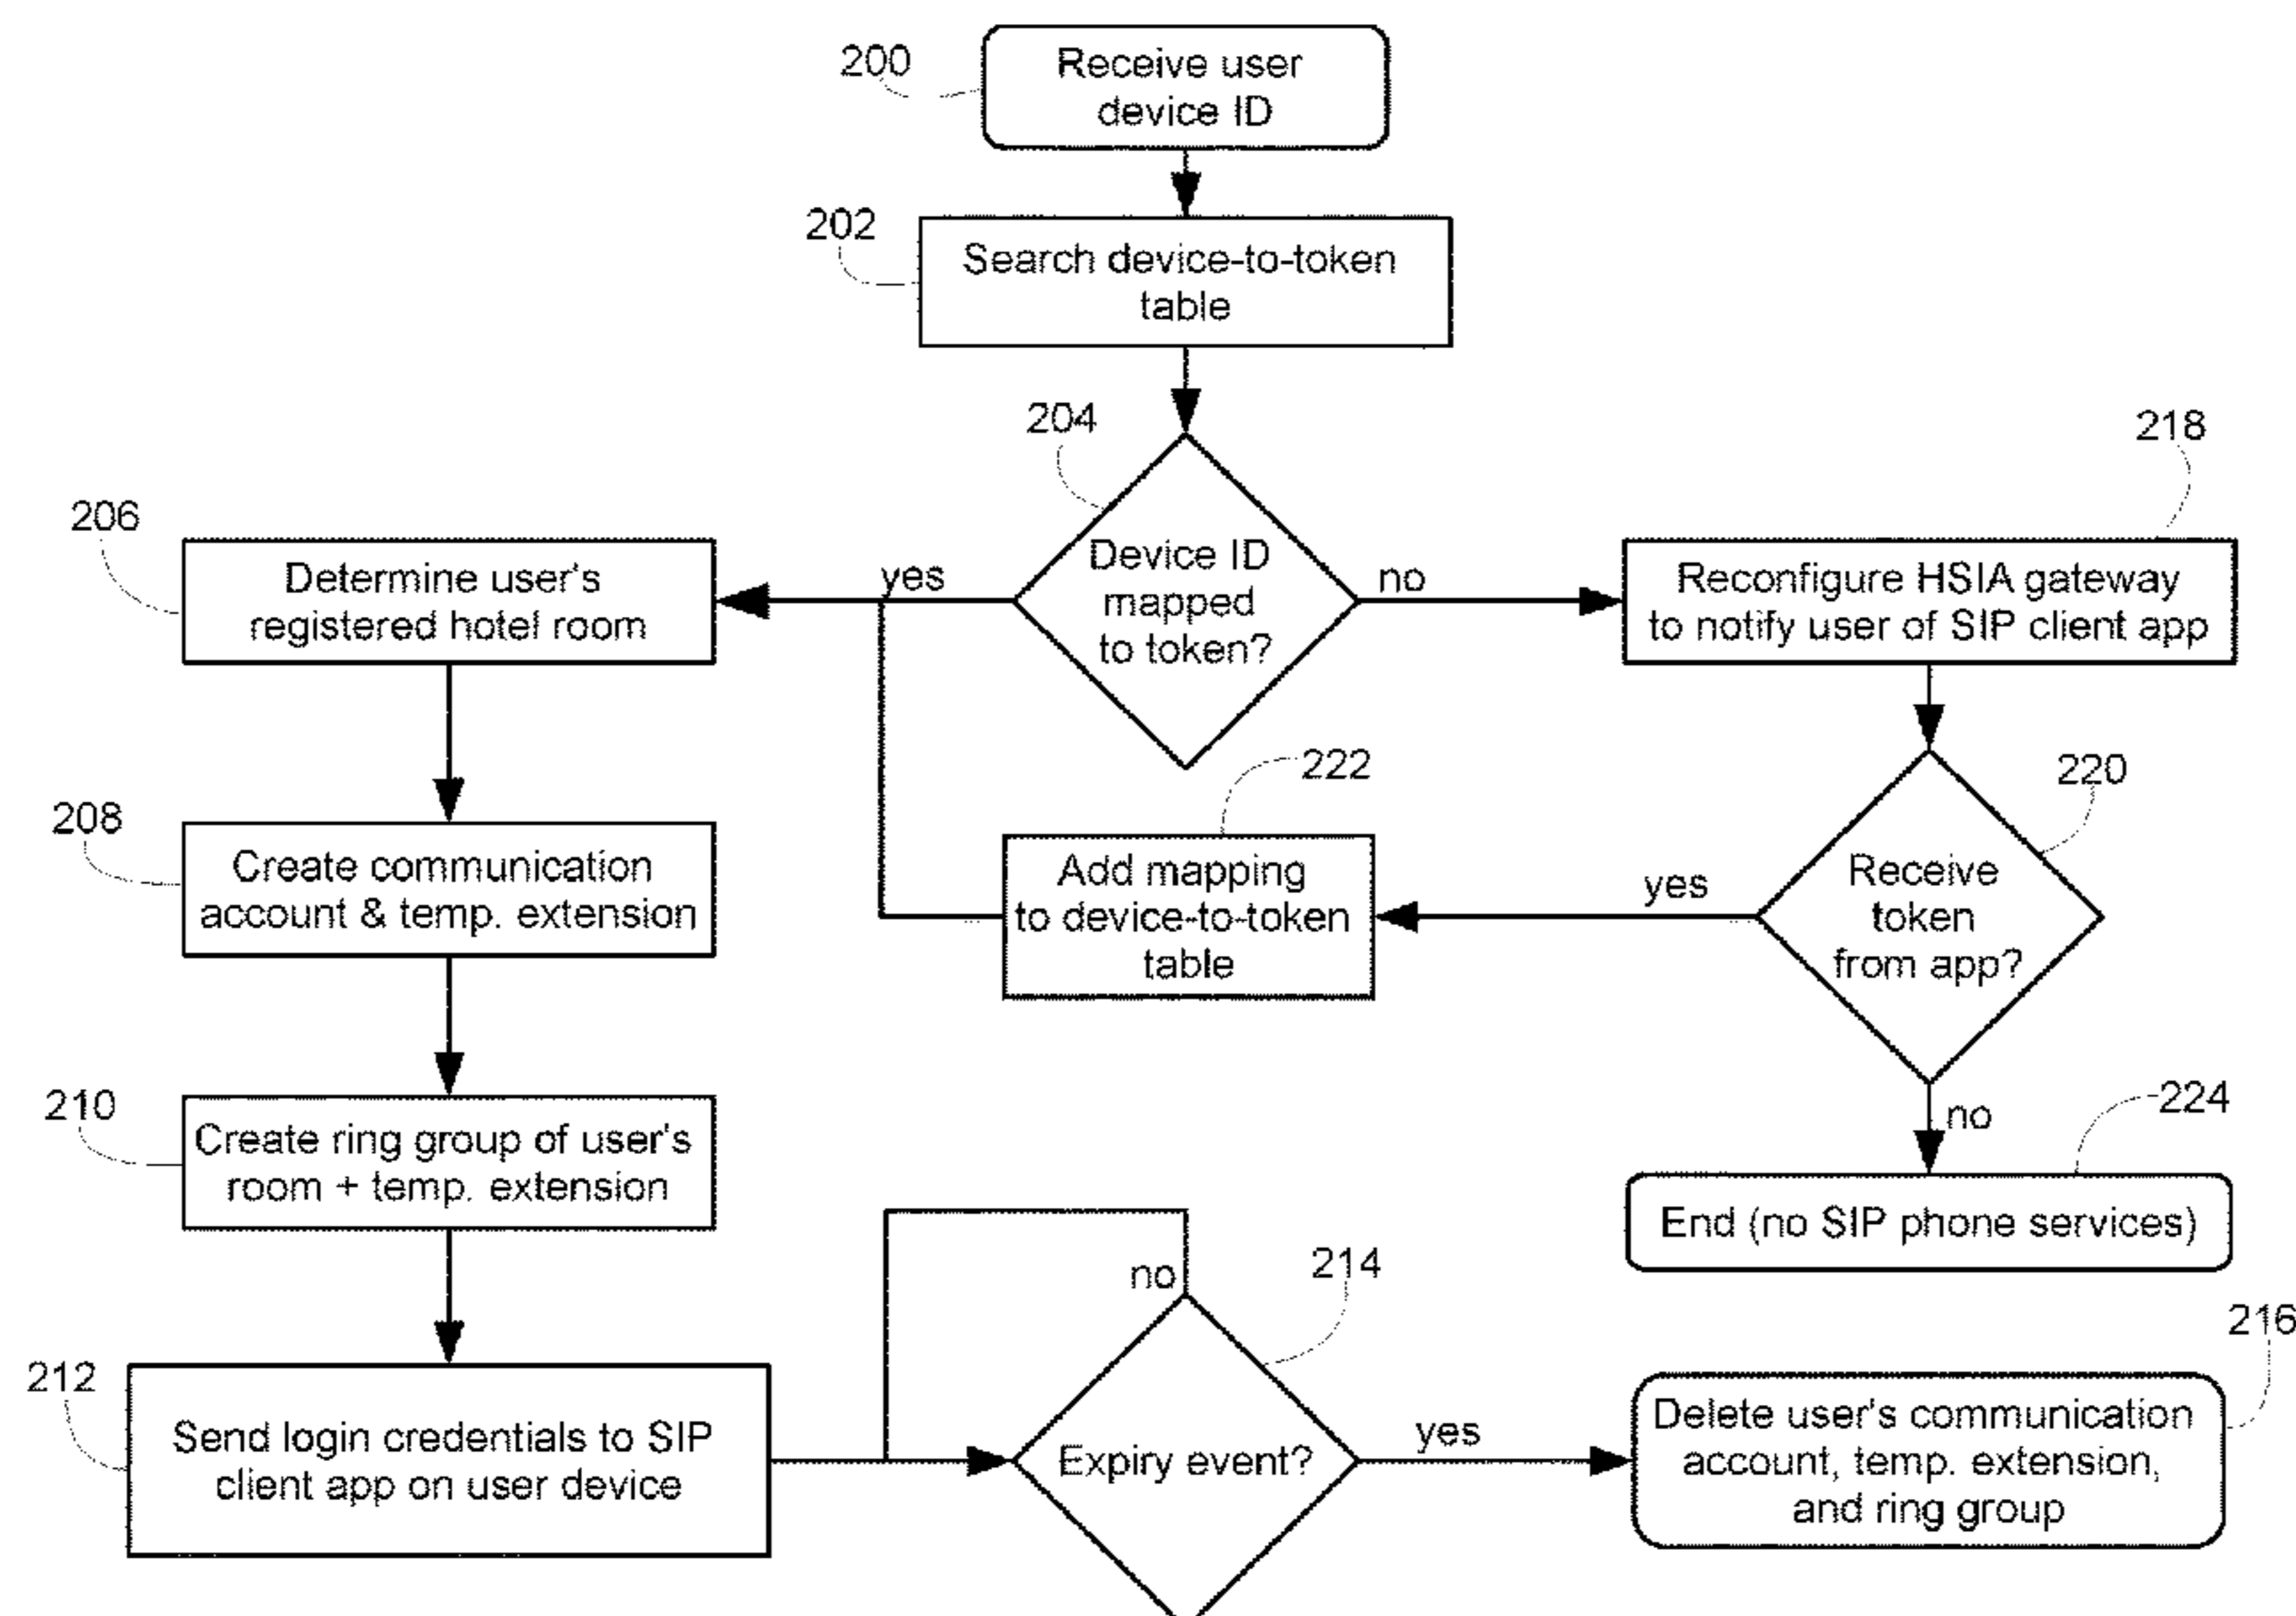 200
Receive user
device ID
202
Search device-to-token
table
204
Device ID
mapped
to token?
yes
no
206
Determine user's
registered hotel room
218
Reconfigure HSIA gateway
to notify user of SIP client app
208
Create communication
account & temp. extension
222
Add mapping
to device-to-token
table
yes
220
Receive
token
from app?
no
224
End (no SIP phone services)
210
Create ring group of user's
room + temp. extension
212
Send login credentials to SIP
client app on user device
no
214
Expiry event?
yes
216
Delete user's communication
account, temp. extension,
and ring group